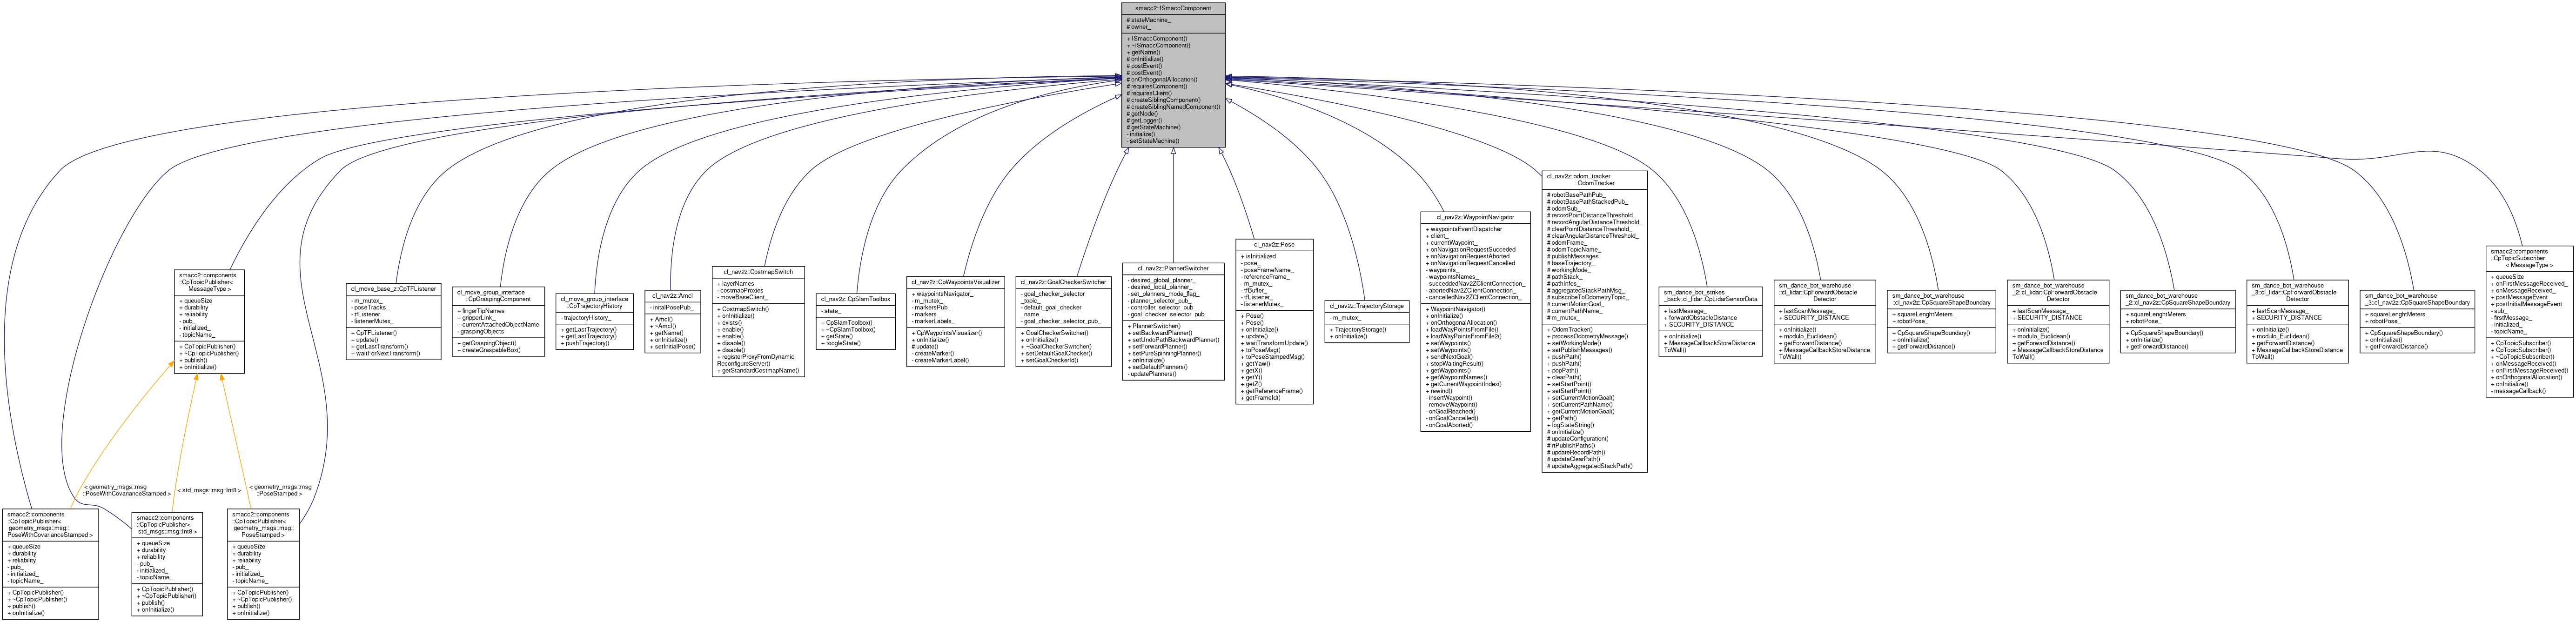 smacc2::ISmaccComponent
# stateMachine_
# owner_
+ ISmaccComponent()
+ ~ISmaccComponent()
+ getName()
# onInitialize()
# postEvent()
# postEvent()
# onOrthogonalAllocation()
# requiresComponent()
# requiresClient()
# createSiblingComponent()
# createSiblingNamedComponent()
# getNode()
# getLogger()
# getStateMachine()
- initialize()
- setStateMachine()
smacc2::components
::CpTopicPublisher<
MessageType >
+ queueSize
+ durability
+ reliability
- pub_
- initialized_
- topicName_
+ CpTopicPublisher()
+ ~CpTopicPublisher()
+ publish()
+ onInitialize()
cl_move_base_z::CpTFListener
- m_mutex_
- poseTracks_
- tfListener_
- listenerMutex_
+ CpTFListener()
+ update()
+ getLastTransform()
+ waitForNextTransform()
cl_move_group_interface
::CpGraspingComponent
+ fingerTipNames
+ gripperLink_
+ currentAttachedObjectName
- graspingObjects
+ getGraspingObject()
+ createGraspableBox()
cl_move_group_interface
::CpTrajectoryHistory
- trajectoryHistory_
+ getLastTrajectory()
+ getLastTrajectory()
+ pushTrajectory()
cl_nav2z::Amcl
- initalPosePub_
+ Amcl()
+ ~Amcl()
+ getName()
+ onInitialize()
+ setInitialPose()
cl_nav2z::CostmapSwitch
+ layerNames
- costmapProxies
- moveBaseClient_
+ CostmapSwitch()
+ onInitialize()
+ exists()
+ enable()
+ enable()
+ disable()
+ disable()
+ registerProxyFromDynamic
ReconfigureServer()
+ getStandardCostmapName()
cl_nav2z::CpSlamToolbox
- state_
+ CpSlamToolbox()
+ ~CpSlamToolbox()
+ getState()
+ toogleState()
cl_nav2z::CpWaypointsVisualizer
+ waypointsNavigator_
- m_mutex_
- markersPub_
- markers_
- markerLabels_
+ CpWaypointsVisualizer()
+ onInitialize()
# update()
- createMarker()
- createMarkerLabel()
cl_nav2z::GoalCheckerSwitcher
- goal_checker_selector
_topic_
- default_goal_checker
_name_
- goal_checker_selector_pub_
+ GoalCheckerSwitcher()
+ onInitialize()
+ ~GoalCheckerSwitcher()
+ setDefaultGoalChecker()
+ setGoalCheckerId()
cl_nav2z::PlannerSwitcher
- desired_global_planner_
- desired_local_planner_
- set_planners_mode_flag_
- planner_selector_pub_
- controller_selector_pub_
- goal_checker_selector_pub_
+ PlannerSwitcher()
+ setUndoPathBackwardPlanner()
+ setBackwardPlanner()
+ setForwardPlanner()
+ setPureSpinningPlanner()
+ onInitialize()
+ setDefaultPlanners()
- updatePlanners()
cl_nav2z::Pose
+ isInitialized
- pose_
- poseFrameName_
- referenceFrame_
- m_mutex_
- tfBuffer_
- tfListener_
- listenerMutex_
+ Pose()
+ Pose()
+ onInitialize()
+ update()
+ waitTransformUpdate()
+ toPoseMsg()
+ toPoseStampedMsg()
+ getYaw()
+ getX()
+ getY()
+ getZ()
+ getReferenceFrame()
+ getFrameId()
cl_nav2z::TrajectoryStorage
- m_mutex_
+ TrajectoryStorage()
+ onInitialize()
cl_nav2z::WaypointNavigator
+ waypointsEventDispatcher
+ client_
+ currentWaypoint_
+ onNavigationRequestSucceded
+ onNavigationRequestAborted
+ onNavigationRequestCancelled
- waypoints_
- waypointsNames_
- succeddedNav2ZClientConnection_
- abortedNav2ZClientConnection_
- cancelledNav2ZClientConnection_
+ WaypointNavigator()
+ onInitialize()
+ onOrthogonalAllocation()
+ loadWayPointsFromFile()
+ loadWayPointsFromFile2()
+ setWaypoints()
+ setWaypoints()
+ sendNextGoal()
+ stopWaitingResult()
+ getWaypoints()
+ getWaypointNames()
+ getCurrentWaypointIndex()
+ rewind()
- insertWaypoint()
- removeWaypoint()
- onGoalReached()
- onGoalCancelled()
- onGoalAborted()
cl_nav2z::odom_tracker
::OdomTracker
# robotBasePathPub_
# robotBasePathStackedPub_
# odomSub_
# recordPointDistanceThreshold_
# recordAngularDistanceThreshold_
# clearPointDistanceThreshold_
# clearAngularDistanceThreshold_
# odomFrame_
# odomTopicName_
# publishMessages
# baseTrajectory_
# workingMode_
# pathStack_
# pathInfos_
# aggregatedStackPathMsg_
# subscribeToOdometryTopic_
# currentMotionGoal_
# currentPathName_
# m_mutex_
+ OdomTracker()
+ processOdometryMessage()
+ setWorkingMode()
+ setPublishMessages()
+ pushPath()
+ pushPath()
+ popPath()
+ clearPath()
+ setStartPoint()
+ setStartPoint()
+ setCurrentMotionGoal()
+ setCurrentPathName()
+ getCurrentMotionGoal()
+ getPath()
+ logStateString()
# onInitialize()
# updateConfiguration()
# rtPublishPaths()
# updateRecordPath()
# updateClearPath()
# updateAggregatedStackPath()
sm_dance_bot_strikes
_back::cl_lidar::CpLidarSensorData
+ lastMessage_
+ forwardObstacleDistance
+ SECURITY_DISTANCE
+ onInitialize()
+ MessageCallbackStoreDistance
ToWall()
sm_dance_bot_warehouse
::cl_lidar::CpForwardObstacle
Detector
+ lastScanMessage_
+ SECURITY_DISTANCE
+ onInitialize()
+ modulo_Euclidean()
+ getForwardDistance()
+ MessageCallbackStoreDistance
ToWall()
sm_dance_bot_warehouse
::cl_nav2z::CpSquareShapeBoundary
+ squareLenghtMeters_
+ robotPose_
+ CpSquareShapeBoundary()
+ onInitialize()
+ getForwardDistance()
sm_dance_bot_warehouse
_2::cl_lidar::CpForwardObstacle
Detector
+ lastScanMessage_
+ SECURITY_DISTANCE
+ onInitialize()
+ modulo_Euclidean()
+ getForwardDistance()
+ MessageCallbackStoreDistance
ToWall()
sm_dance_bot_warehouse
_2::cl_nav2z::CpSquareShapeBoundary
+ squareLenghtMeters_
+ robotPose_
+ CpSquareShapeBoundary()
+ onInitialize()
+ getForwardDistance()
sm_dance_bot_warehouse
_3::cl_lidar::CpForwardObstacle
Detector
+ lastScanMessage_
+ SECURITY_DISTANCE
+ onInitialize()
+ modulo_Euclidean()
+ getForwardDistance()
+ MessageCallbackStoreDistance
ToWall()
sm_dance_bot_warehouse
_3::cl_nav2z::CpSquareShapeBoundary
+ squareLenghtMeters_
+ robotPose_
+ CpSquareShapeBoundary()
+ onInitialize()
+ getForwardDistance()
smacc2::components
::CpTopicSubscriber
< MessageType >
+ queueSize
+ onFirstMessageReceived_
+ onMessageReceived_
+ postMessageEvent
+ postInitialMessageEvent
- sub_
- firstMessage_
- initialized_
- topicName_
+ CpTopicSubscriber()
+ CpTopicSubscriber()
+ ~CpTopicSubscriber()
+ onMessageReceived()
+ onFirstMessageReceived()
+ onOrthogonalAllocation()
+ onInitialize()
- messageCallback()
< geometry_msgs::msg
::PoseWithCovarianceStamped >
< std_msgs::msg::Int8 >
< geometry_msgs::msg
::PoseStamped >
smacc2::components
::CpTopicPublisher<
geometry_msgs::msg::
PoseWithCovarianceStamped >
+ queueSize
+ durability
+ reliability
- pub_
- initialized_
- topicName_
+ CpTopicPublisher()
+ ~CpTopicPublisher()
+ publish()
+ onInitialize()
smacc2::components
::CpTopicPublisher<
std_msgs::msg::Int8 >
+ queueSize
+ durability
+ reliability
- pub_
- initialized_
- topicName_
+ CpTopicPublisher()
+ ~CpTopicPublisher()
+ publish()
+ onInitialize()
smacc2::components
::CpTopicPublisher<
geometry_msgs::msg::
PoseStamped >
+ queueSize
+ durability
+ reliability
- pub_
- initialized_
- topicName_
+ CpTopicPublisher()
+ ~CpTopicPublisher()
+ publish()
+ onInitialize()